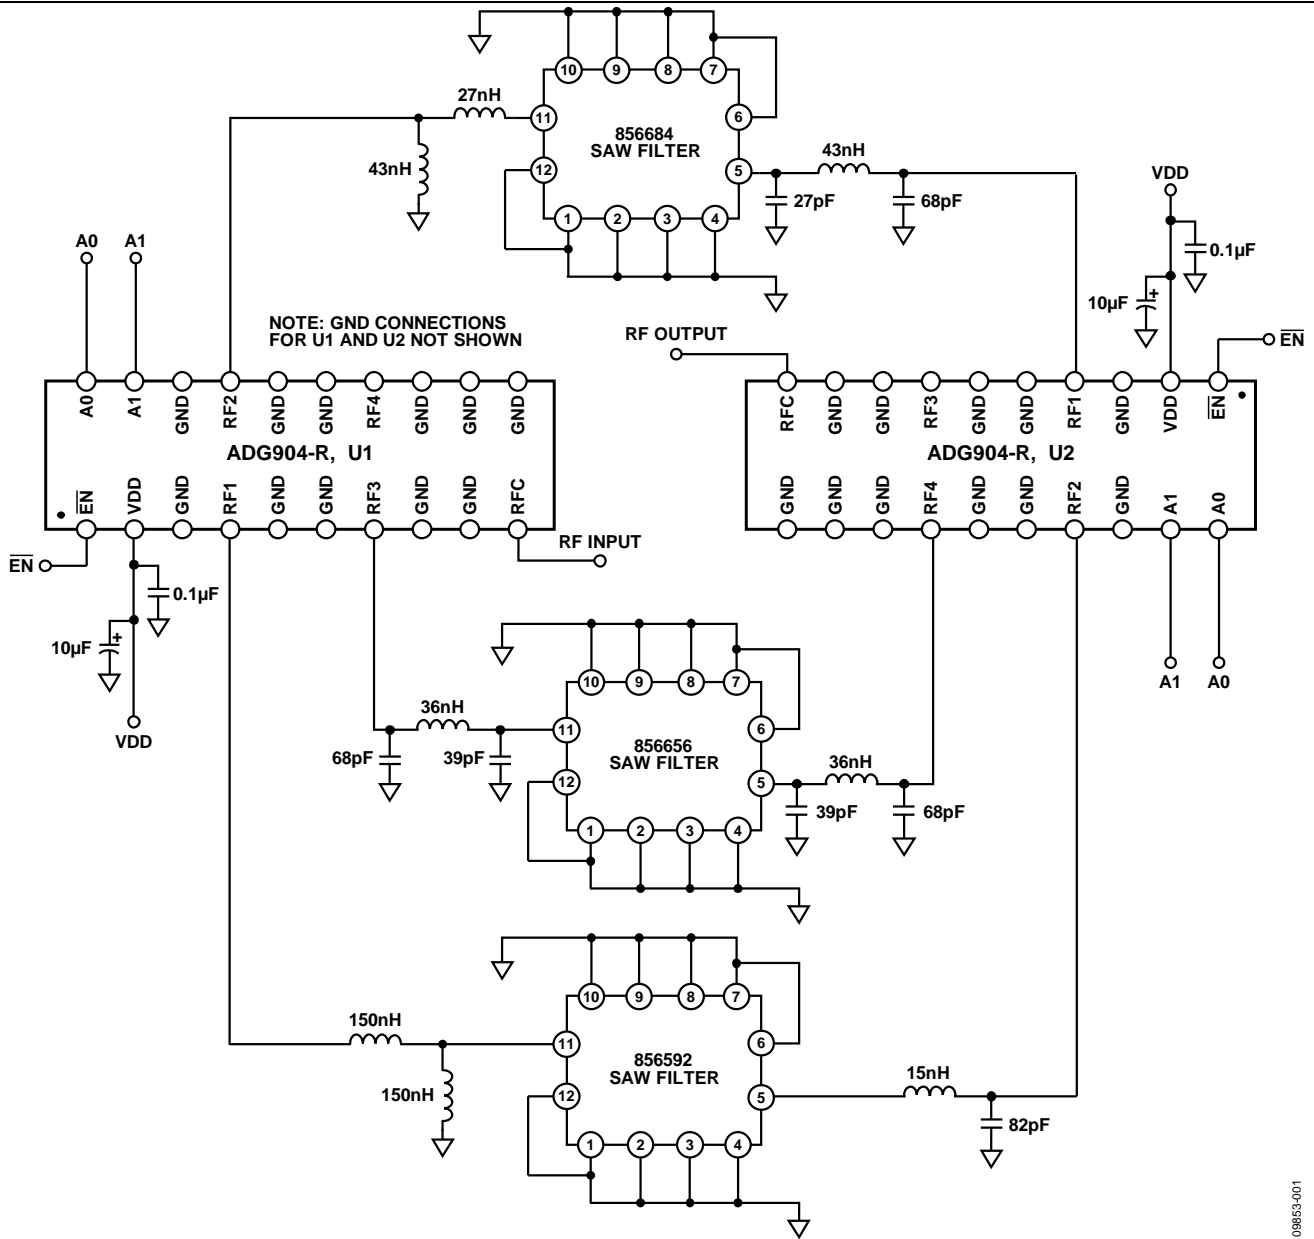 10 9 8 7
27nH
11
6
856684
SAW FILTER
43nH
12
5
43nH
27pF
68pF
1 2 3 4
VDD
0.1µF
10µF
+
A0 A1
NOTE: GND CONNECTIONS
FOR U1 AND U2 NOT SHOWN
RF OUTPUT
EN
A0 A1 GND RF2 GND GND RF4 GND GND GND
ADG904-R, U1
EN VDD GND RF1 GND GND RF3 GND GND RFC
RFC GND GND RF3 GND GND RF1 GND VDD EN
ADG904-R, U2
GND GND GND RF4 GND GND RF2 GND A1 A0
EN
RF INPUT
0.1µF
10µF
+
VDD
A1 A0
10 9 8 7
36nH
11
6
68pF
39pF
856656
SAW FILTER
12
5
36nH
39pF
68pF
1 2 3 4
10 9 8 7
150nH
11
6
150nH
856592
SAW FILTER
12
5
15nH
82pF
1 2 3 4
09853-001